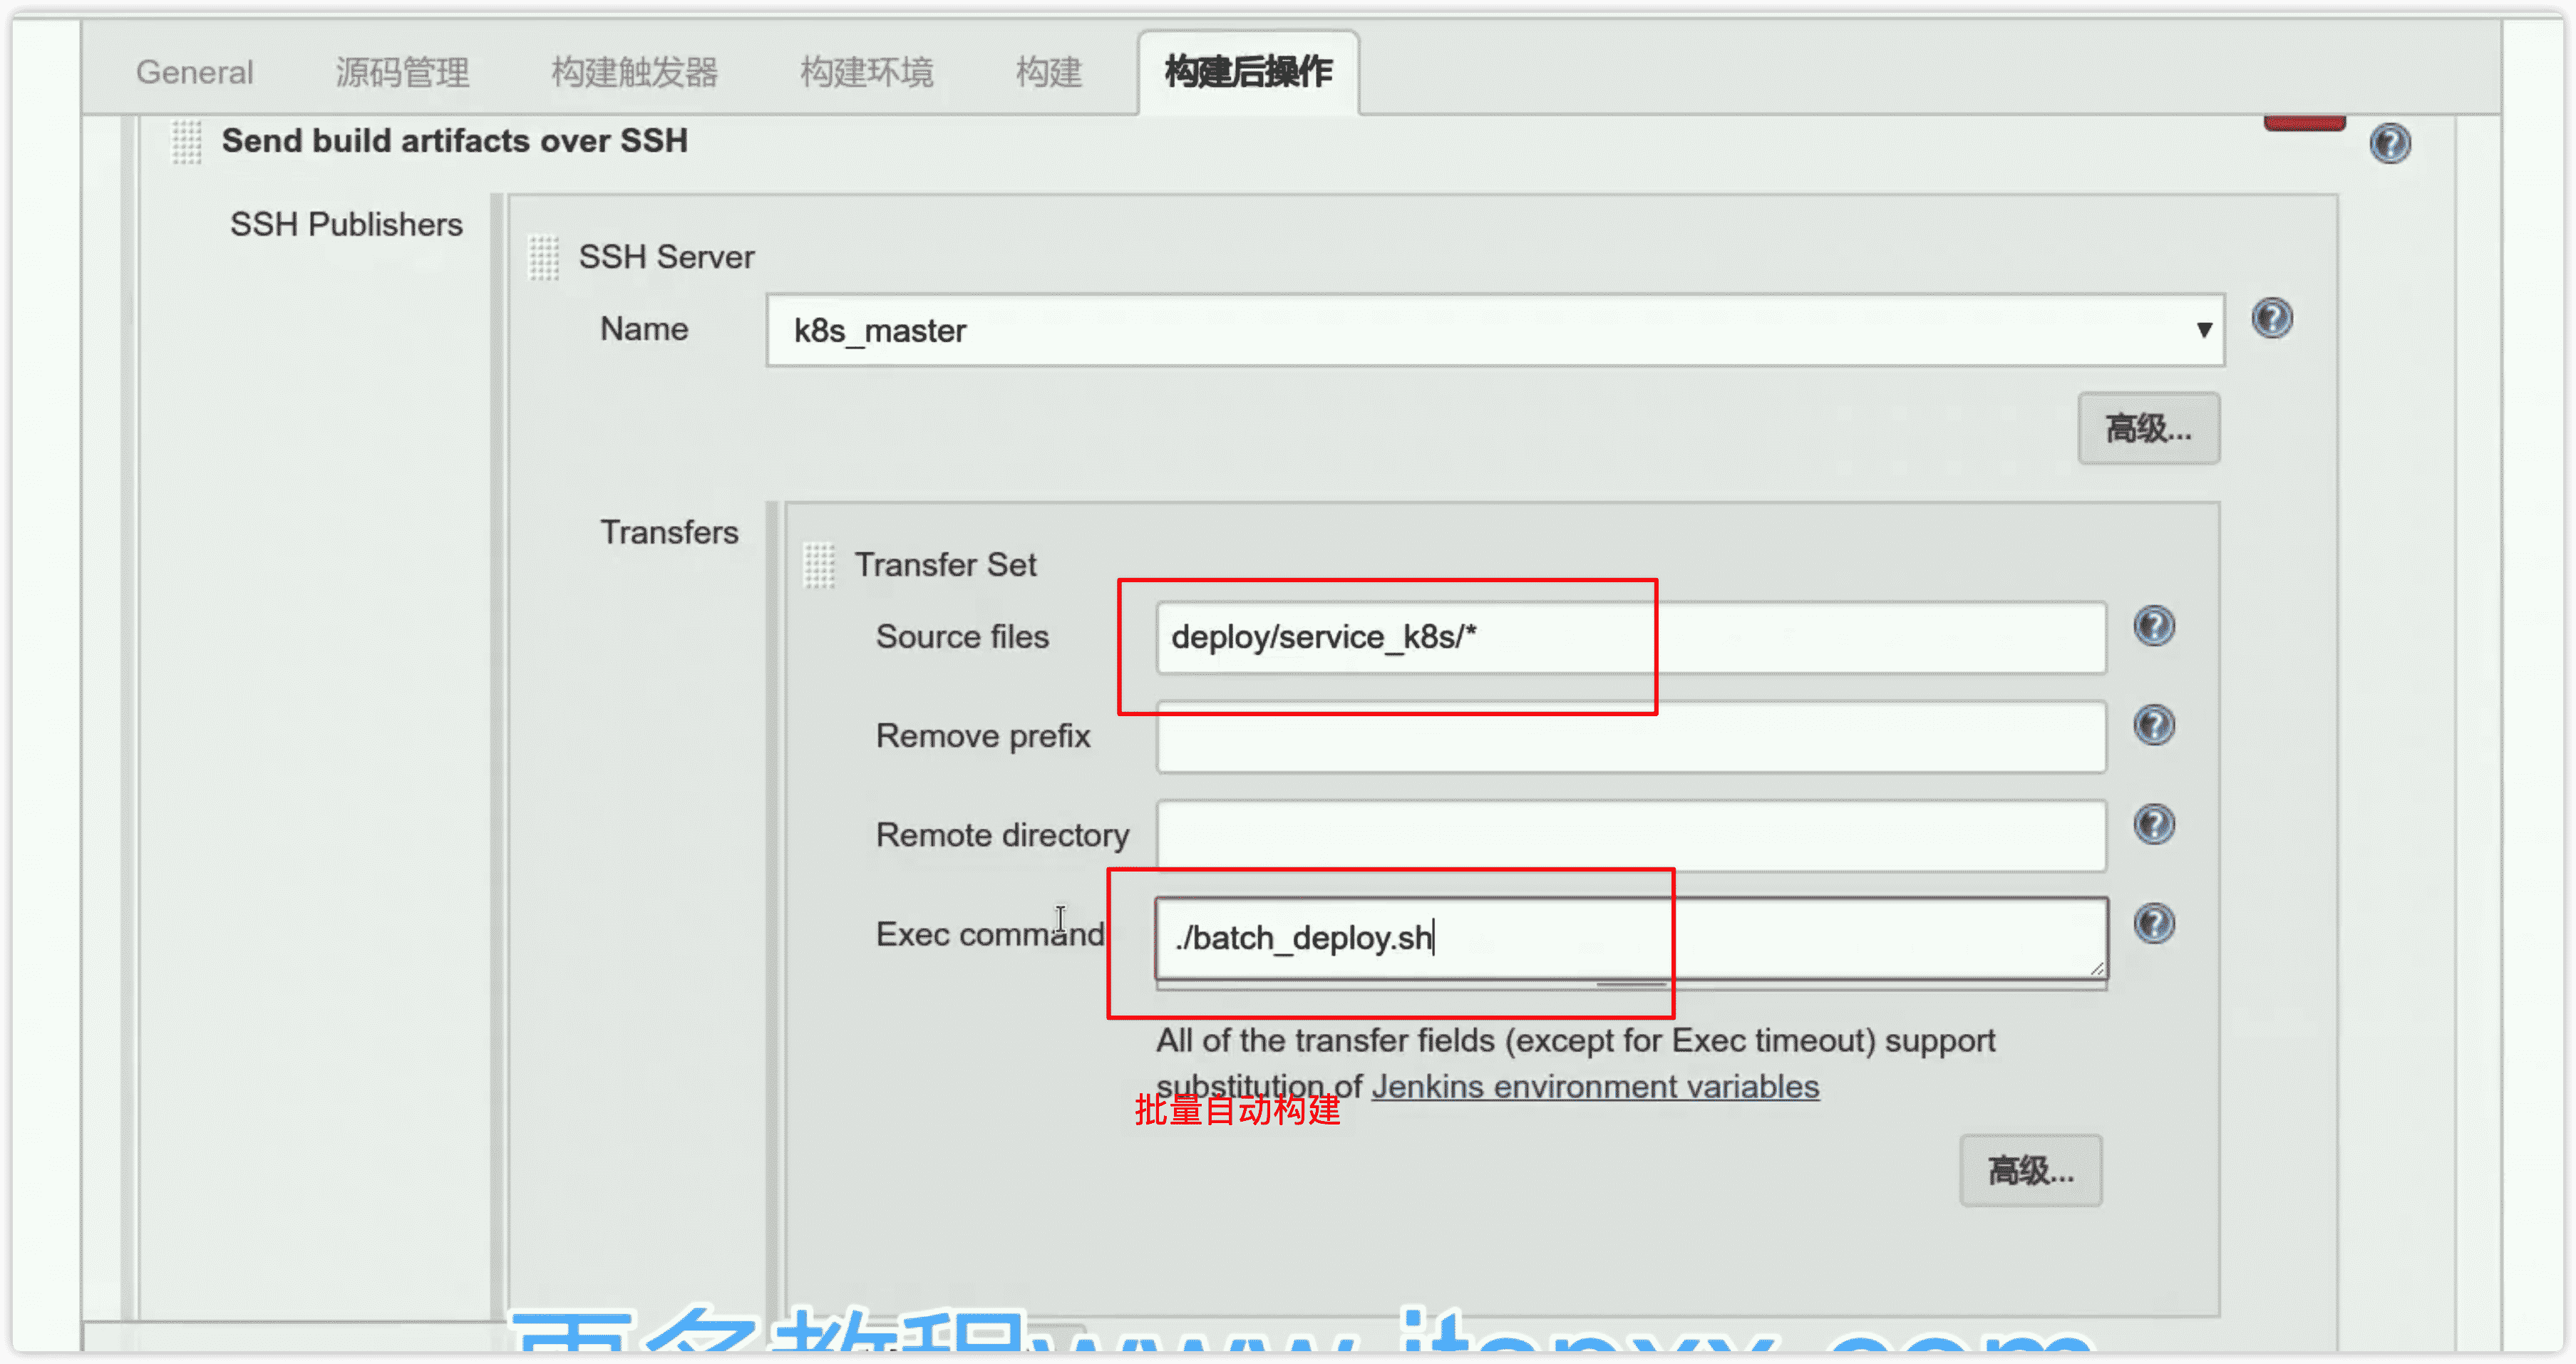 General 源码管理 构建触发器 构建环境 构建 构建后操作
Send build artifacts over SSH
SSH Publishers
SSH Server
Name k8s_master
高级...
Transfers
Transfer Set
Source files deploy/service_k8s/*
Remove prefix
Remote directory
Exec command ./batch_deploy.sh
All of the transfer fields (except for Exec timeout) support
substitution of Jenkins environment variables
批量自动构建
高级...